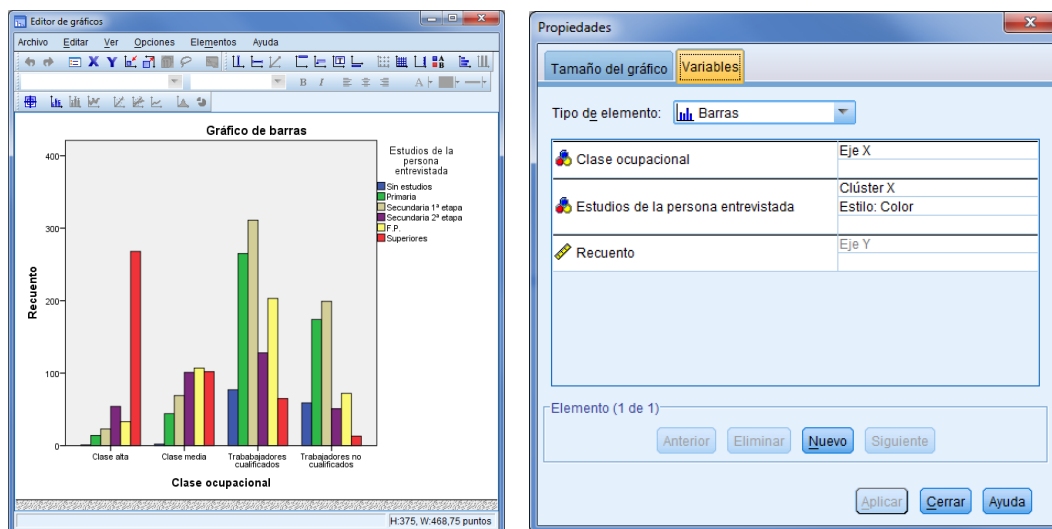 Editor de gráficos
Archivo Editar Ver Opciones Elementos Ayuda
X Y
B I
A
Gráfico de barras
Estudios de la
persona
entrevistada
Sin estudios
Primaria
Secundaria 1ª etapa
Secundaria 2ª etapa
F.P.
Superiores
Recuento
400
300
200
100
0
Clase alta
Clase media
Trababajadores
cualificados
Trabajadores no
cualificados
Clase ocupacional
H:375, W:468,75 puntos
Propiedades
Tamaño del gráfico
Variables
Tipo de elemento: Barras
Clase ocupacional
Eje X
Estudios de la persona entrevistada
Clúster X
Estilo: Color
Recuento
Eje Y
Elemento (1 de 1)
Anterior Eliminar Nuevo Siguiente
Aplicar Cerrar Ayuda